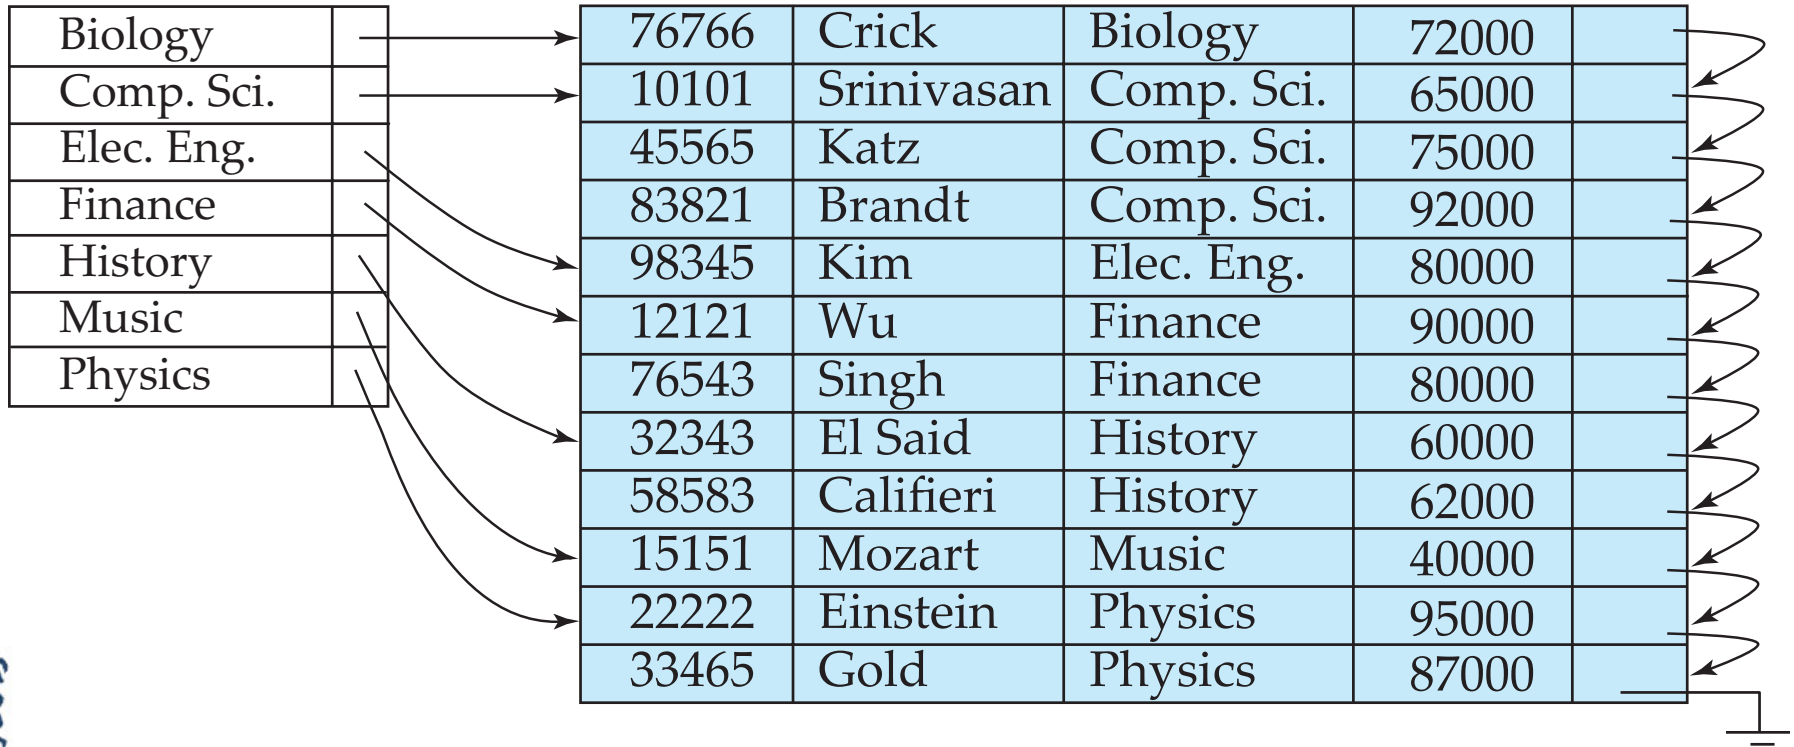 Biology
Comp. Sci.
Elec. Eng.
Finance
History
Music
Physics
76766 Crick Biology 72000
10101 Srinivasan Comp. Sci. 65000
45565 Katz Comp. Sci. 75000
83821 Brandt Comp. Sci. 92000
98345 Kim Elec. Eng. 80000
12121 Wu Finance 90000
76543 Singh Finance 80000
32343 El Said History 60000
58583 Califieri History 62000
15151 Mozart Music 40000
22222 Einstein Physics 95000
33465 Gold Physics 87000